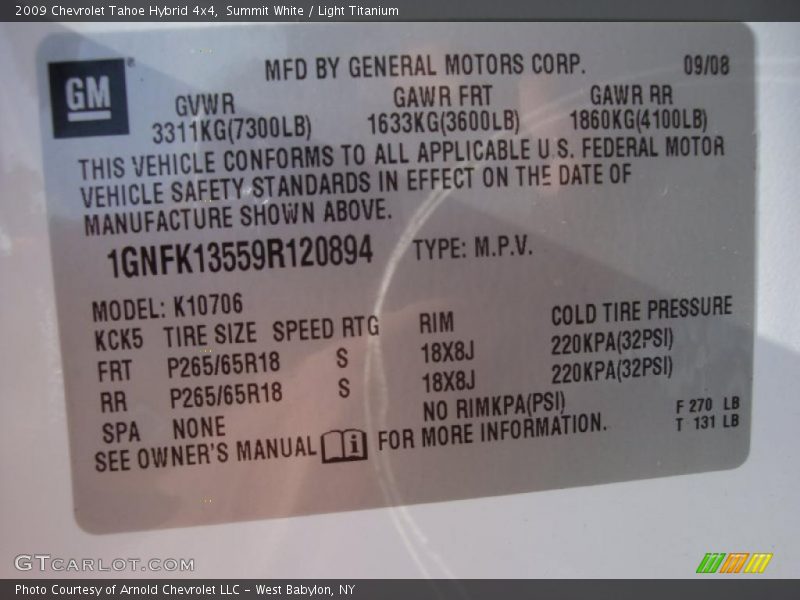 2009 Chevrolet Tahoe Hybrid 4x4, Summit White / Light Titanium
GM ®
MFD BY GENERAL MOTORS CORP. 09/08
GVWR GAWR FRT GAWR RR
3311KG(7300LB) 1633KG(3600LB) 1860KG(4100LB)
THIS VEHICLE CONFORMS TO ALL APPLICABLE U.S. FEDERAL MOTOR
VEHICLE SAFETY STANDARDS IN EFFECT ON THE DATE OF
MANUFACTURE SHOWN ABOVE.
1GNFK13559R120894 TYPE: M.P.V.
MODEL: K10706
KCK5 TIRE SIZE SPEED RTG RIM COLD TIRE PRESSURE
FRT P265/65R18 S 18X8J 220KPA(32PSI)
RR P265/65R18 S 18X8J 220KPA(32PSI)
SPA NONE NO RIMKPA(PSI) F 270 LB
SEE OWNER'S MANUAL i FOR MORE INFORMATION. T 131 LB
GTCARLOT.COM
Photo Courtesy of Arnold Chevrolet LLC - West Babylon, NY